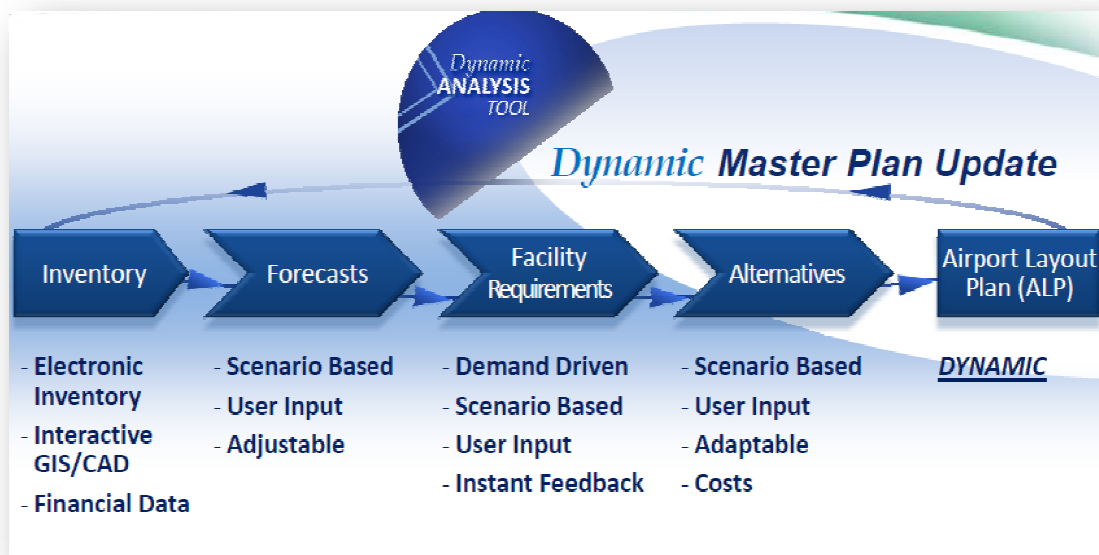 Dynamic
ANALYSIS
TOOL
Dynamic Master Plan Update
Inventory
Forecasts
Facility
Requirements
Alternatives
Airport Layout
Plan (ALP)
- Electronic
Inventory
- Interactive
GIS/CAD
- Financial Data
- Scenario Based
- User Input
- Adjustable
- Demand Driven
- Scenario Based
- User Input
- Instant Feedback
- Scenario Based
- User Input
- Adaptable
- Costs
DYNAMIC